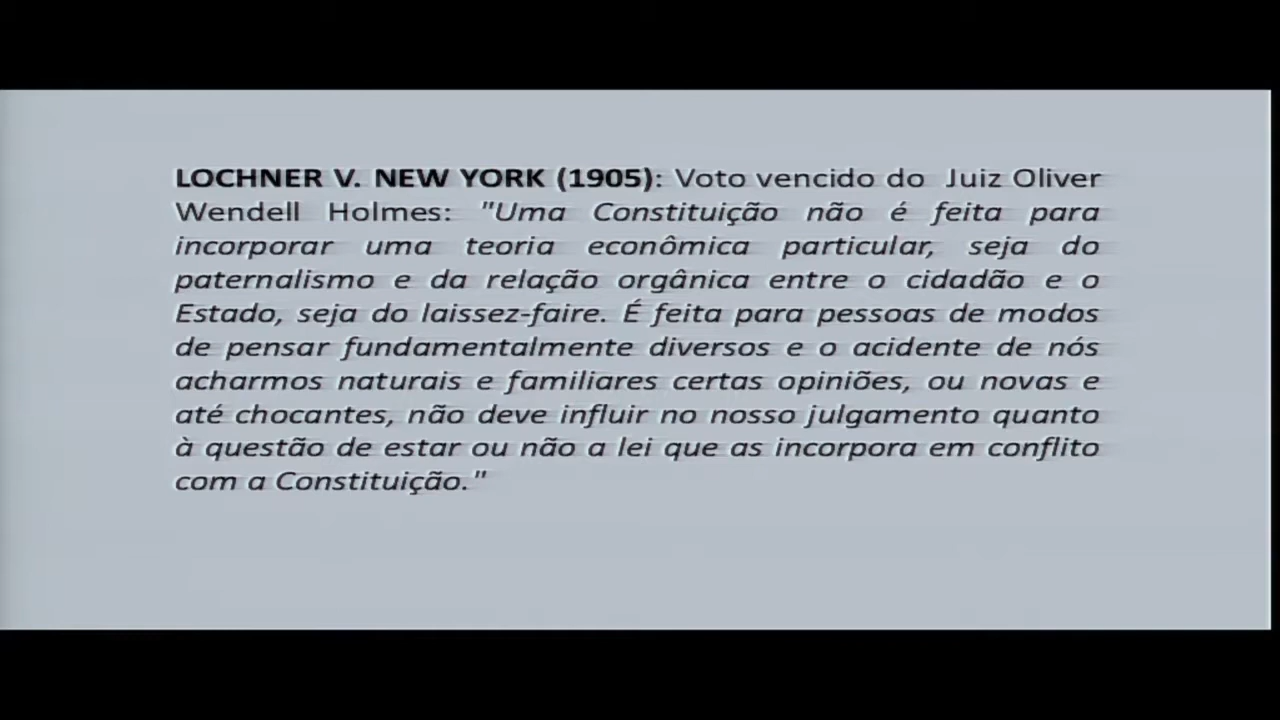 LOCHNER V. NEW YORK (1905): Voto vencido do Juiz Oliver
Wendell Holmes: "Uma Constituição não é feita para
incorporar uma teoria econômica particular, seja do
paternalismo e da relação orgânica entre o cidadão e o
Estado, seja do laissez-faire. É feita para pessoas de modos
de pensar fundamentalmente diversos e o acidente de nós
acharmos naturais e familiares certas opiniões, ou novas e
até chocantes, não deve influir no nosso julgamento quanto
à questão de estar ou não a lei que as incorpora em conflito
com a Constituição."